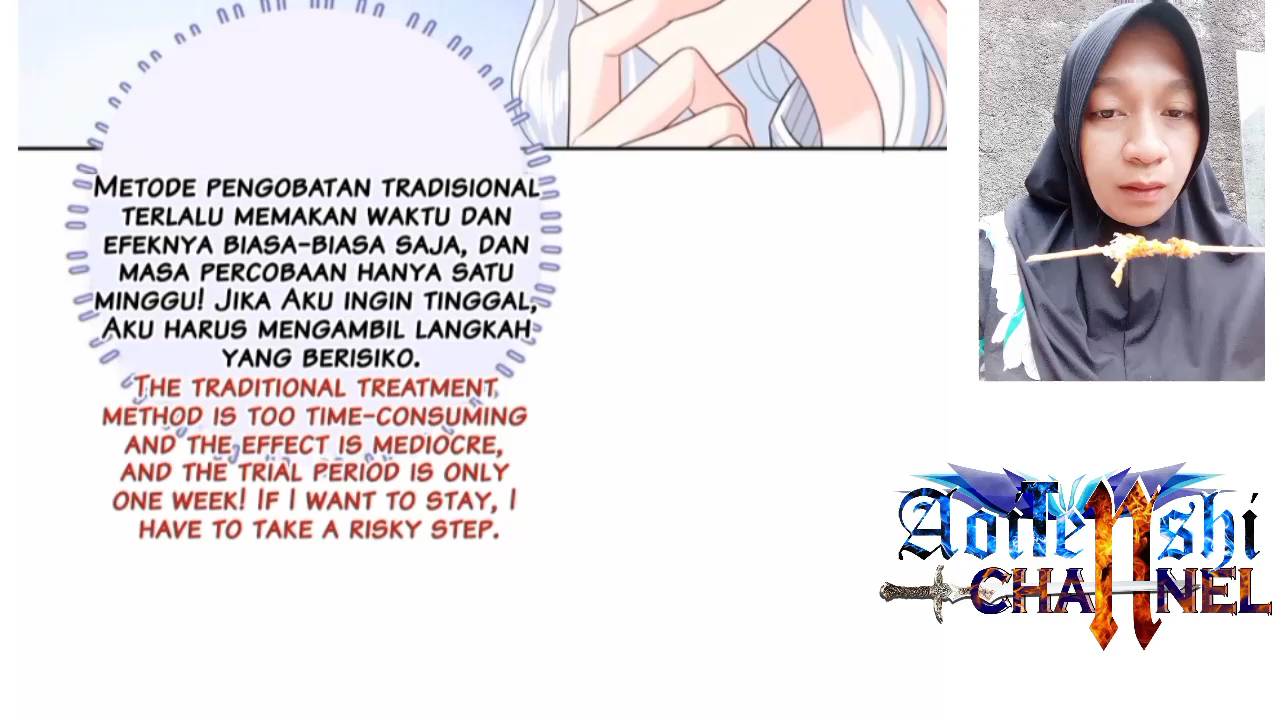 METODE PENGOBATAN TRADISIONAL
TERLALU MEMAKAN WAKTU DAN
EFEKNYA BIASA-BIASA SAJA, DAN
MASA PERCOBAAN HANYA SATU
MINGGU! JIKA AKU INGIN TINGGAL,
AKU HARUS MENGAMBIL LANGKAH
YANG BERISIKO.
THE TRADITIONAL TREATMENT
METHOD IS TOO TIME-CONSUMING
AND THE EFFECT IS MEDIOCRE,
AND THE TRIAL PERIOD IS ONLY
ONE WEEK! IF I WANT TO STAY, I
HAVE TO TAKE A RISKY STEP.
AoiTenshi
CHANNEL